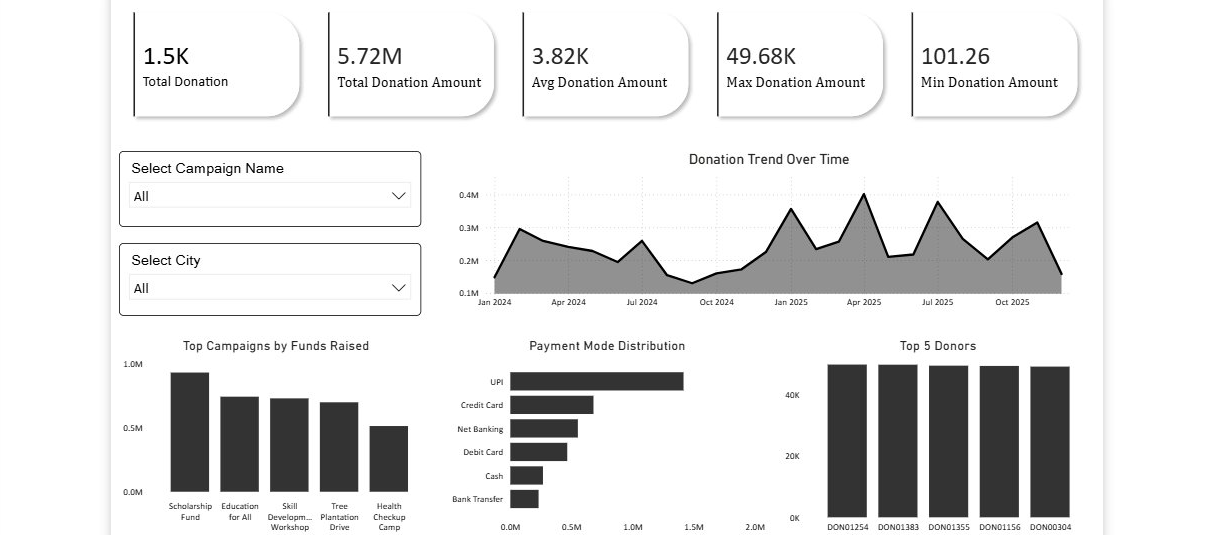 1.5K
Total Donation
5.72M
Total Donation Amount
3.82K
Avg Donation Amount
49.68K
Max Donation Amount
101.26
Min Donation Amount
Select Campaign Name
All
Select City
All
Donation Trend Over Time
0.4M
0.3M
0.2M
0.1M
Jan 2024 Apr 2024 Jul 2024 Oct 2024 Jan 2025 Apr 2025 Jul 2025 Oct 2025
Top Campaigns by Funds Raised
1.0M
0.5M
0.0M
Scholarship Fund
Education for All
Skill Developm... Workshop
Tree Plantation Drive
Health Checkup Camp
Payment Mode Distribution
UPI
Credit Card
Net Banking
Debit Card
Cash
Bank Transfer
0.0M 0.5M 1.0M 1.5M 2.0M
Top 5 Donors
40K
20K
0K
DON01254 DON01383 DON01355 DON01156 DON00304